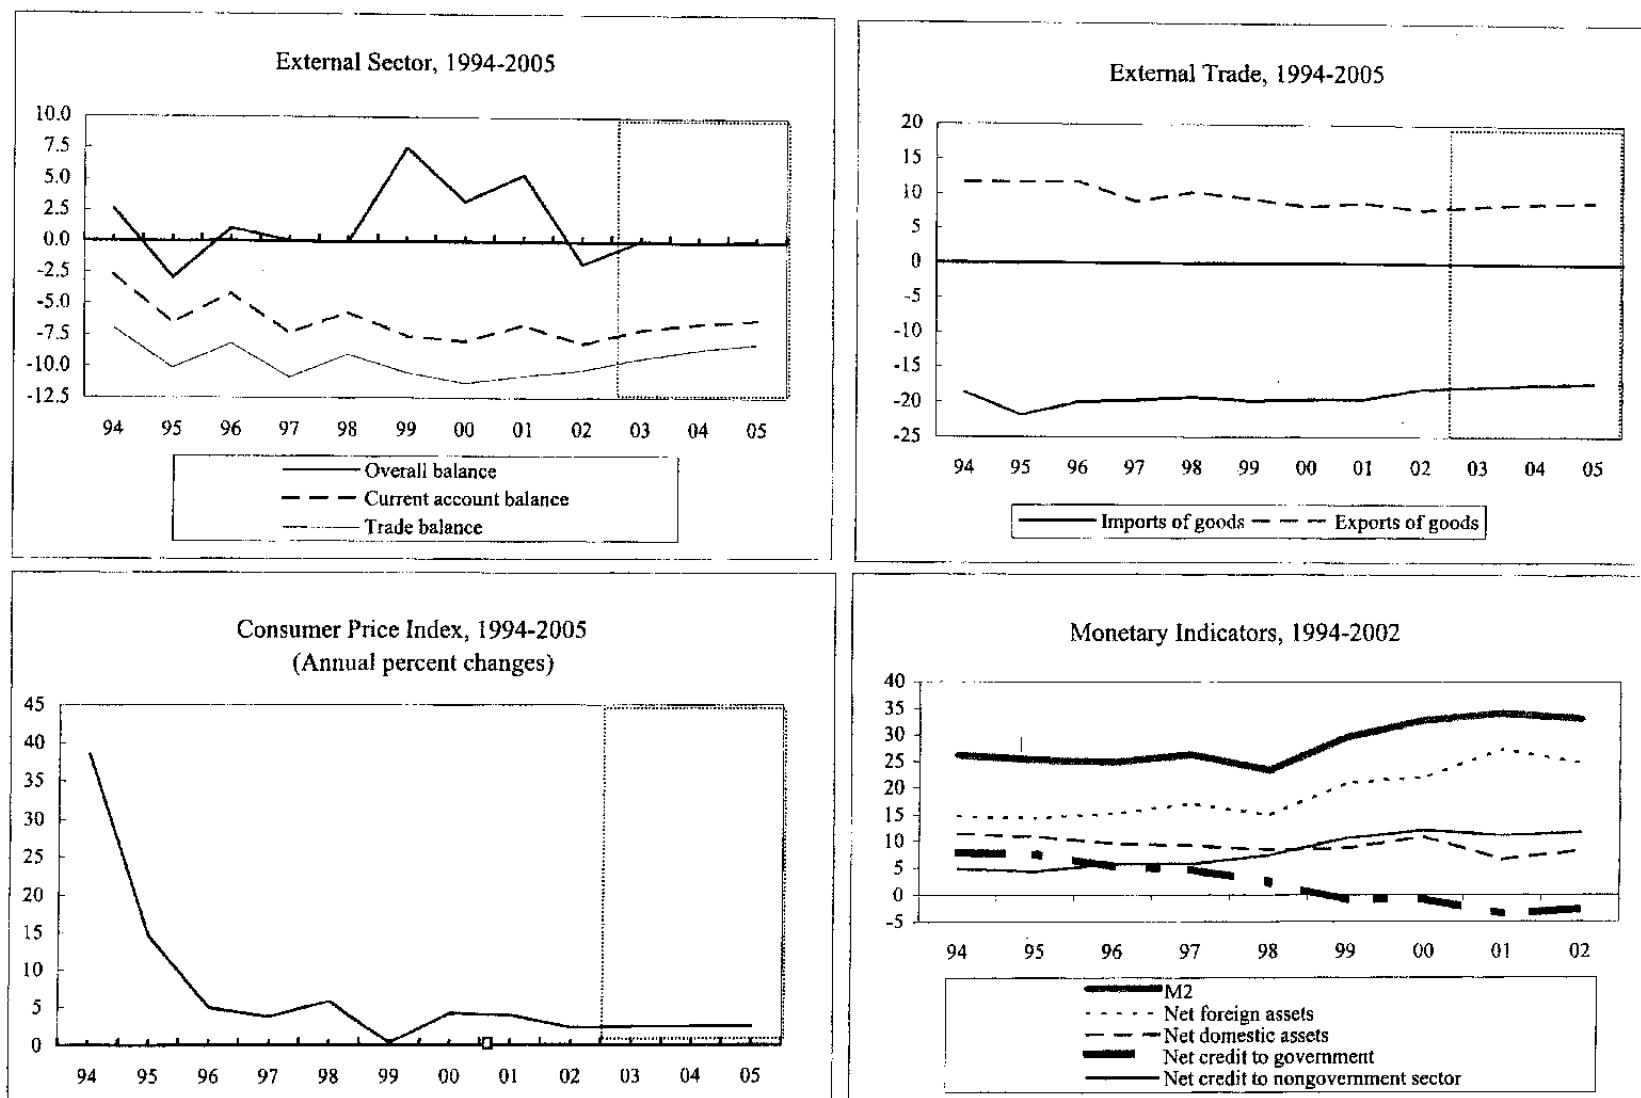 External Sector, 1994-2005
10.0
7.5
5.0
2.5
0.0
-2.5
-5.0
-7.5
-10.0
-12.5
94 95 96 97 98 99 00 01 02 03 04 05
Overall balance
Current account balance
Trade balance
External Trade, 1994-2005
20
15
10
5
0
-5
-10
-15
-20
-25
94 95 96 97 98 99 00 01 02 03 04 05
Imports of goods Exports of goods
Consumer Price Index, 1994-2005
(Annual percent changes)
45
40
35
30
25
20
15
10
5
0
94 95 96 97 98 99 00 01 02 03 04 05
Monetary Indicators, 1994-2002
40
35
30
25
20
15
10
5
0
-5
94 95 96 97 98 99 00 01 02
M2
Net foreign assets
Net domestic assets
Net credit to government
Net credit to nongovernment sector